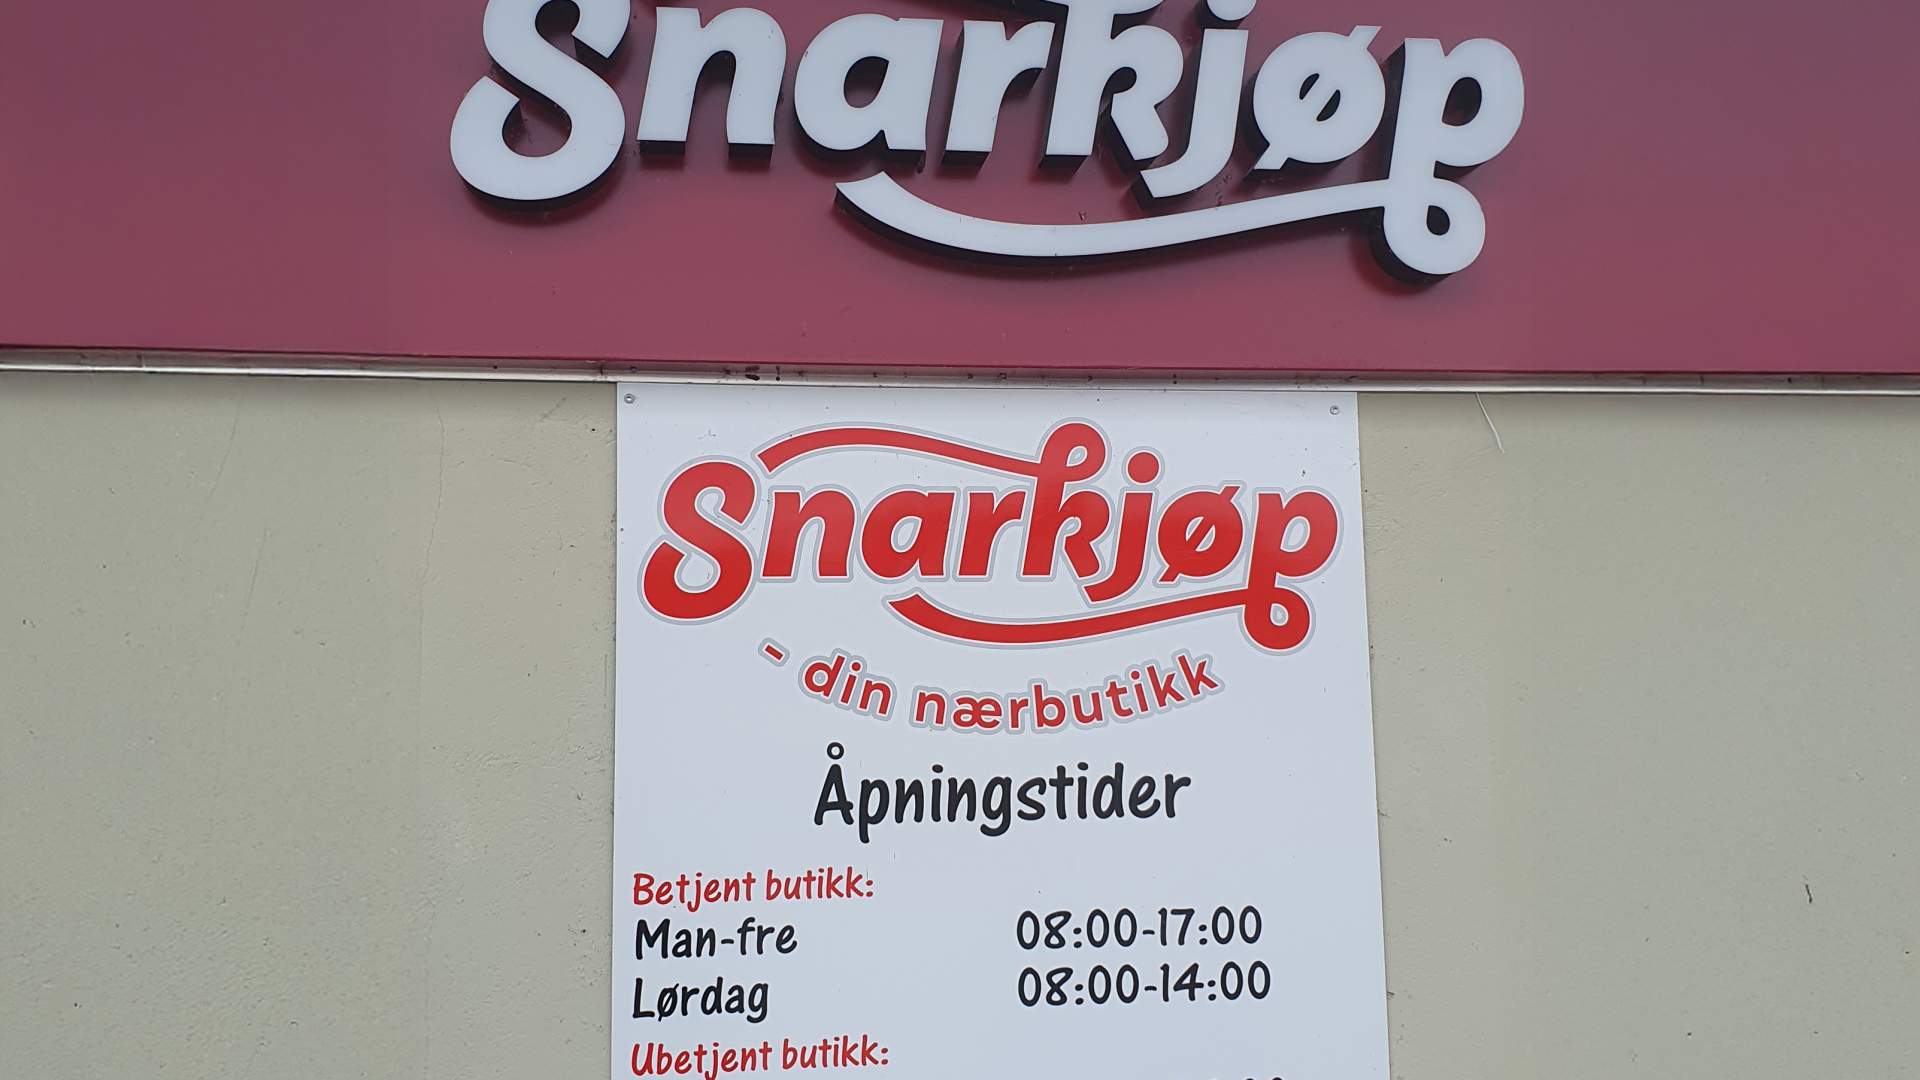 Snarkjøp
Snarkjøp
- din nærbutikk
Åpningstider
Betjent butikk:
Man-fre 08:00-17:00
Lørdag 08:00-14:00
Ubetjent butikk: